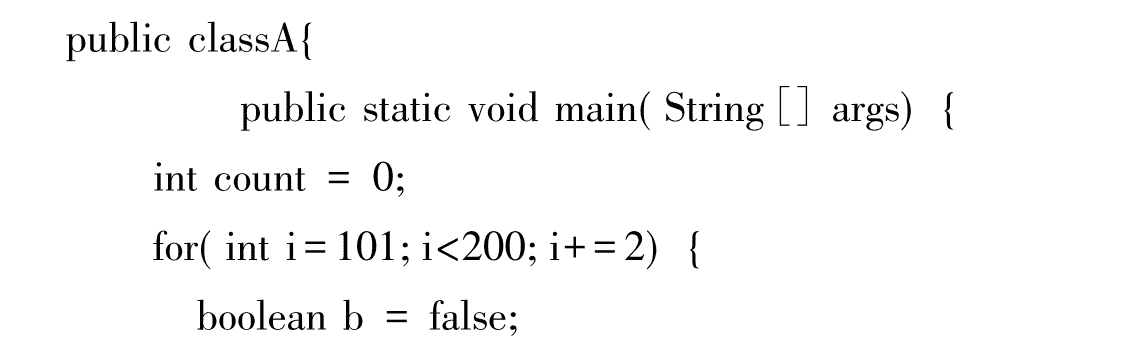 public classA{
public static void main( String [] args) {
int count = 0;
for( int i=101; i<200; i+=2) {
boolean b = false;